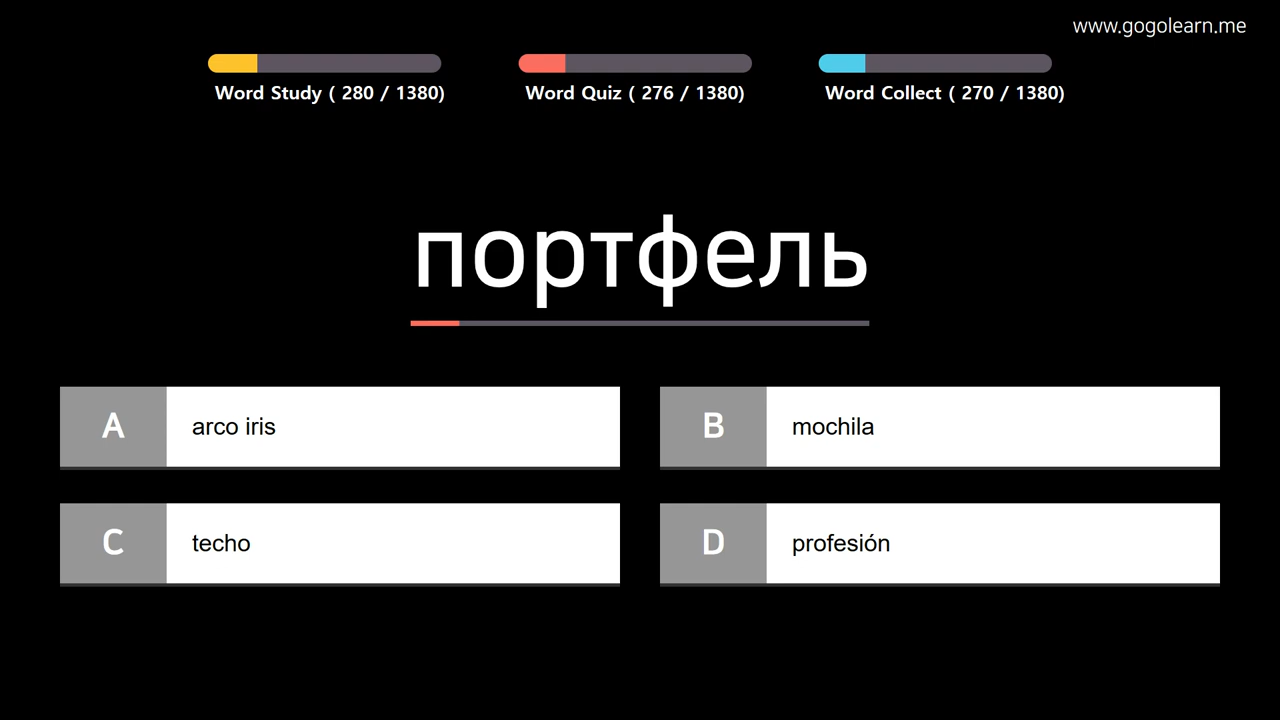 www.gogolearn.me
Word Study ( 280 / 1380)
Word Quiz ( 276 / 1380)
Word Collect ( 270 / 1380)
портфель
A
arco iris
B
mochila
C
techo
D
profesión